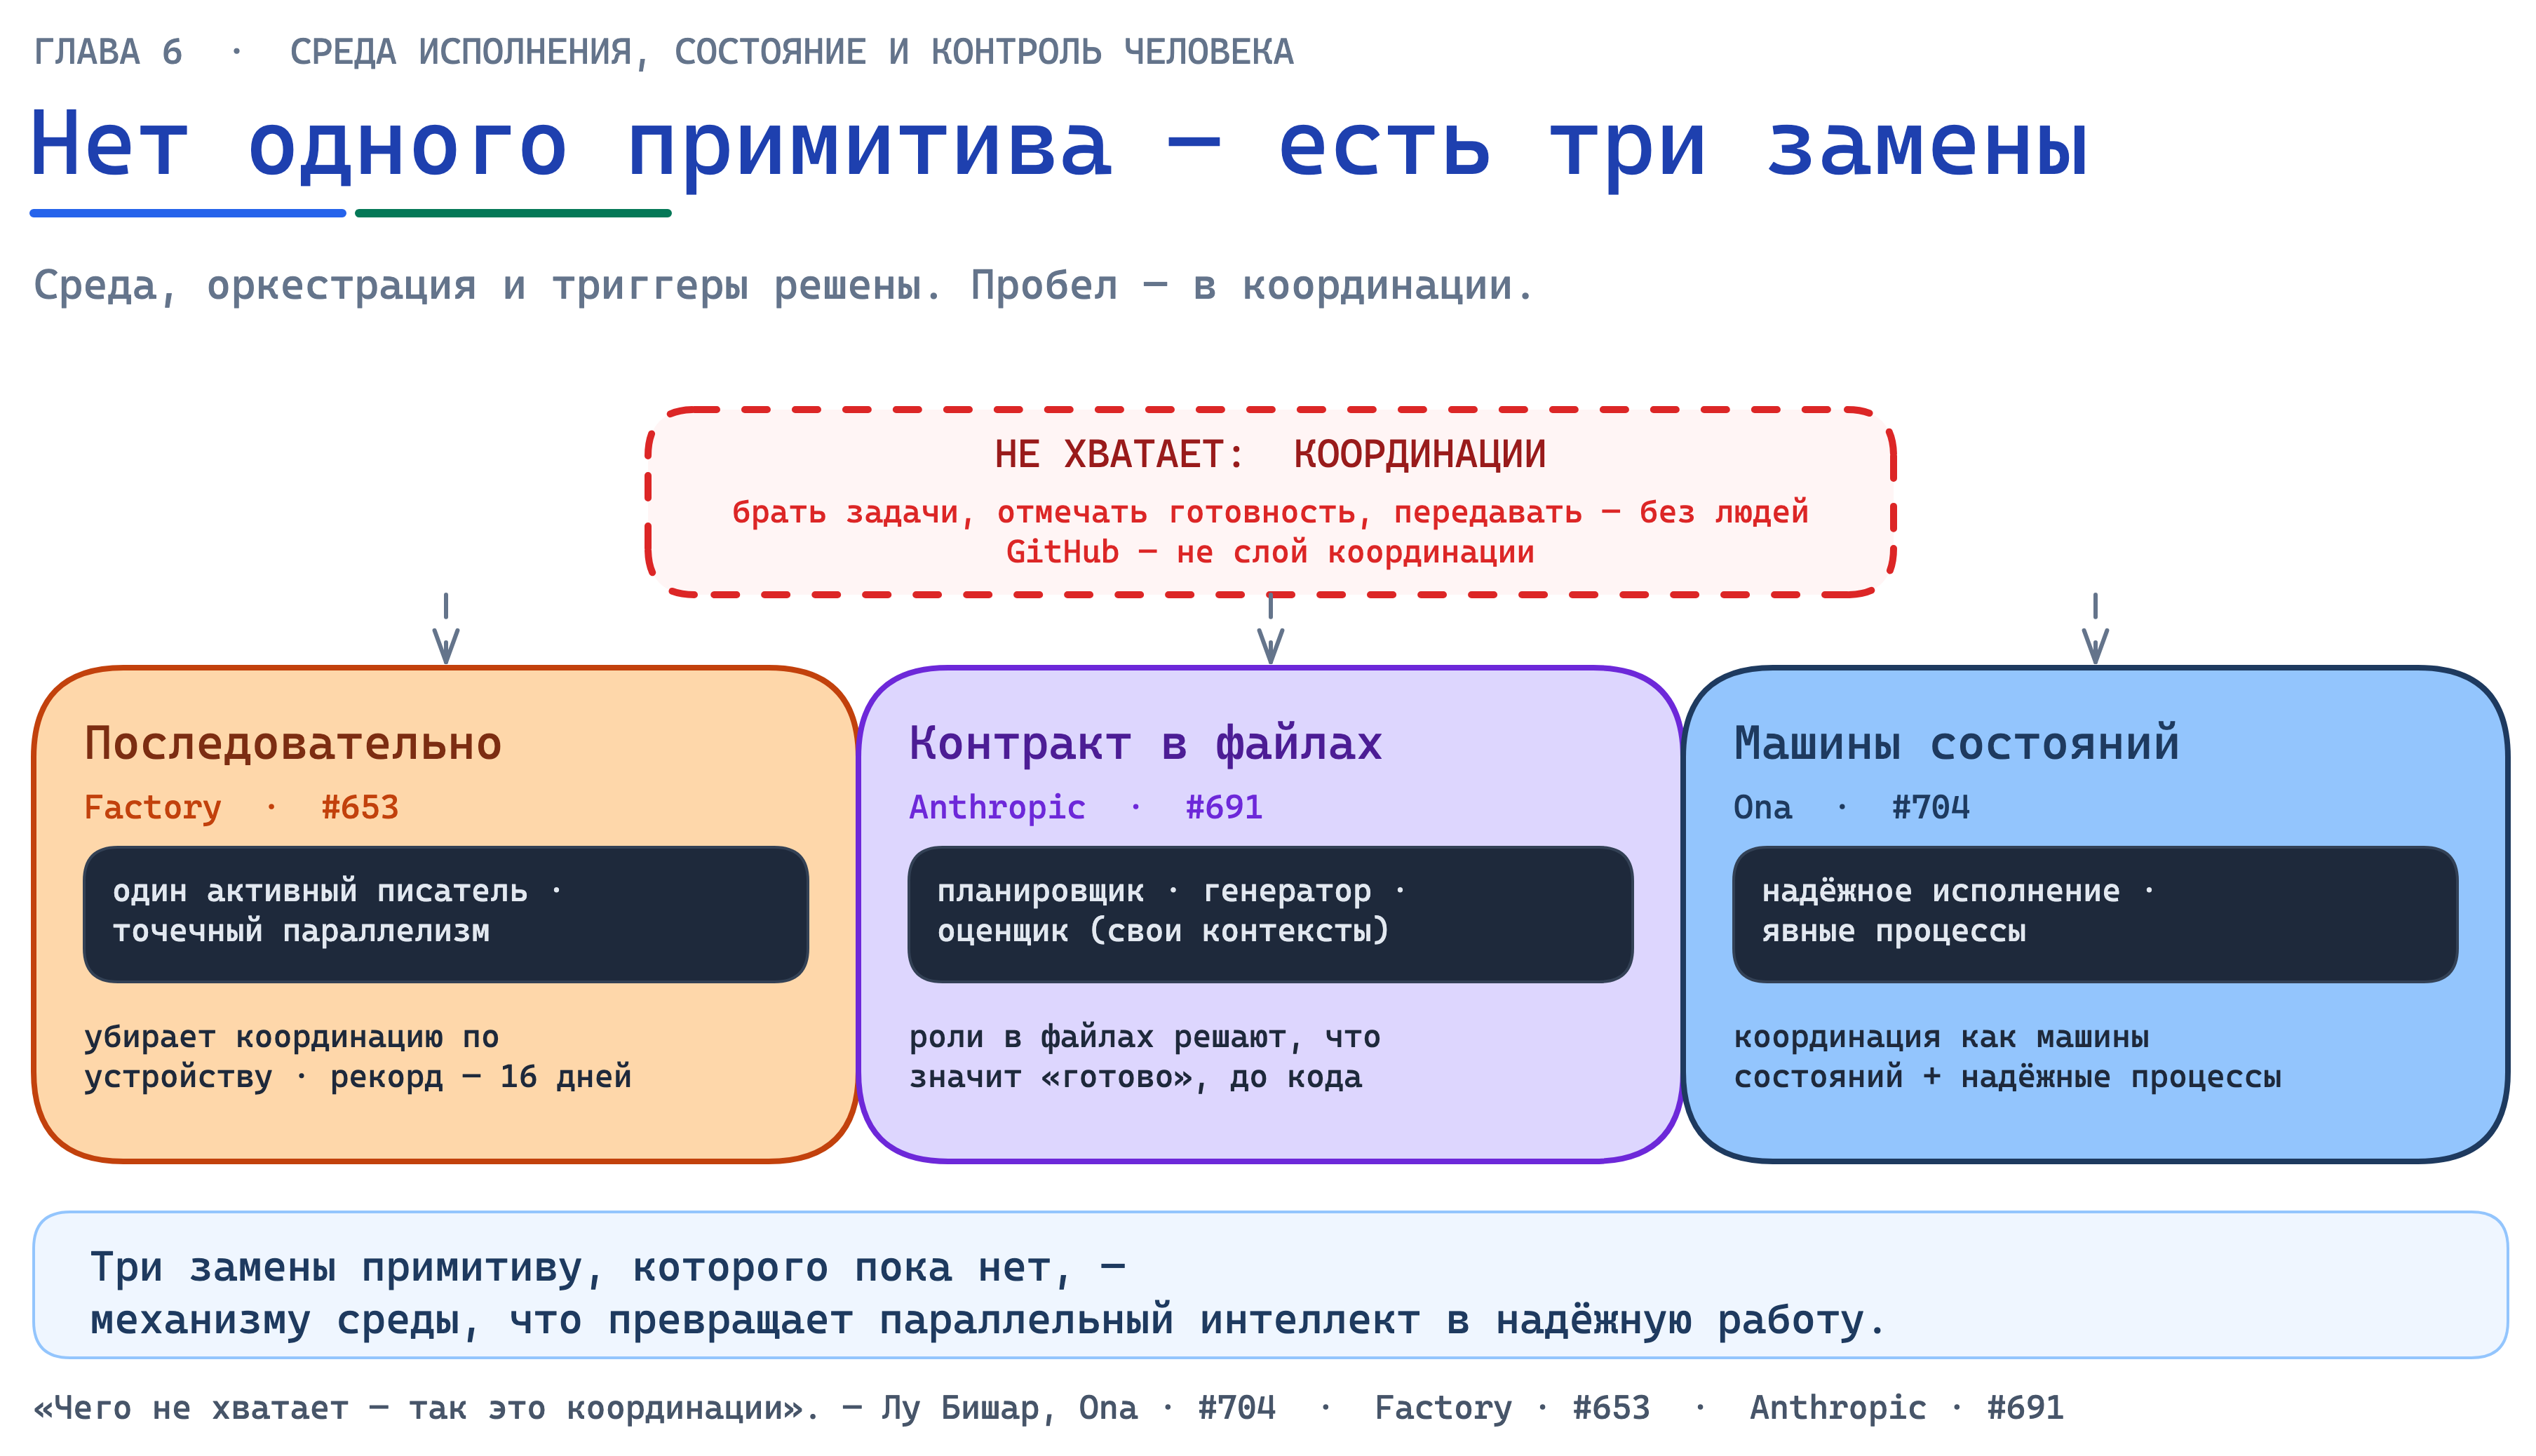 ГЛАВА 6 · СРЕДА ИСПОЛНЕНИЯ, СОСТОЯНИЕ И КОНТРОЛЬ ЧЕЛОВЕКА
Нет одного примитива — есть три замены
Среда, оркестрация и триггеры решены. Пробел — в координации.
НЕ ХВАТАЕТ: КООРДИНАЦИИ
брать задачи, отмечать готовность, передавать — без людей
GitHub — не слой координации
Последовательно
Factory · #653
один активный писатель ·
точечный параллелизм
убирает координацию по
устройству · рекорд — 16 дней
Контракт в файлах
Anthropic · #691
планировщик · генератор ·
оценщик (свои контексты)
роли в файлах решают, что
значит «готово», до кода
Машины состояний
Ona · #704
надёжное исполнение ·
явные процессы
координация как машины
состояний + надёжные процессы
Три замены примитиву, которого пока нет, —
механизму среды, что превращает параллельный интеллект в надёжную работу.
«Чего не хватает — так это координации». — Лу Бишар, Ona · #704 · Factory · #653 · Anthropic · #691